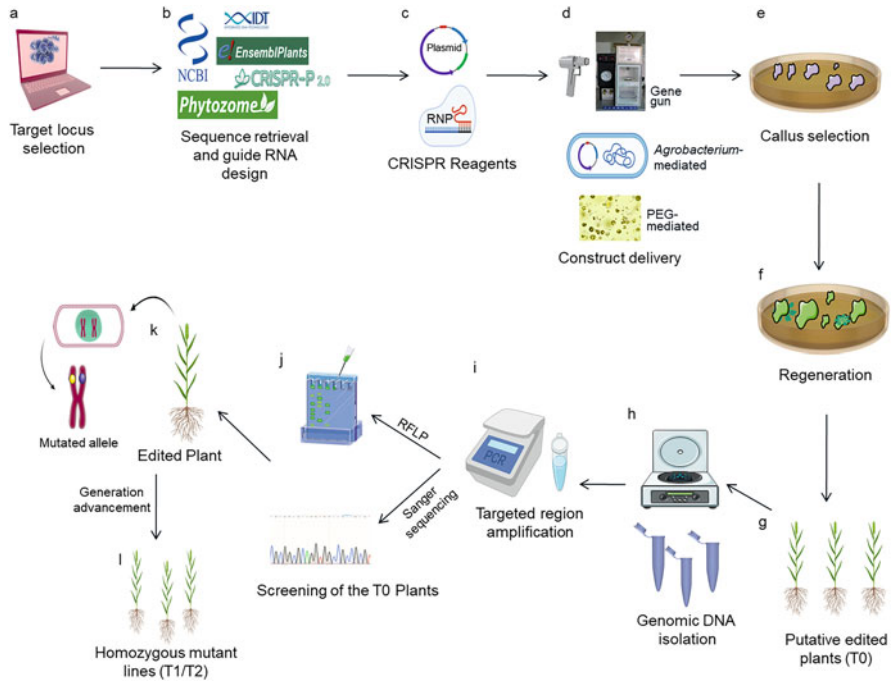 a
Target locus
selection
b
IDT
INTEGRATED DNA TECHNOLOGIES
NCBI
e!EnsemblPlants
CRISPR-P 2.0
Phytozome
Sequence retrieval
and guide RNA
design
c
Plasmid
RNP
CRISPR Reagents
d
Gene
gun
Agrobacterium-
mediated
PEG-
mediated
Construct delivery
e
Callus selection
f
Regeneration
g
Putative edited
plants (T0)
h
Genomic DNA
isolation
i
PCR
Targeted region
amplification
RFLP
Sanger
sequencing
j
Screening of the T0 Plants
k
Mutated allele
Edited Plant
Generation
advancement
l
Homozygous mutant
lines (T1/T2)